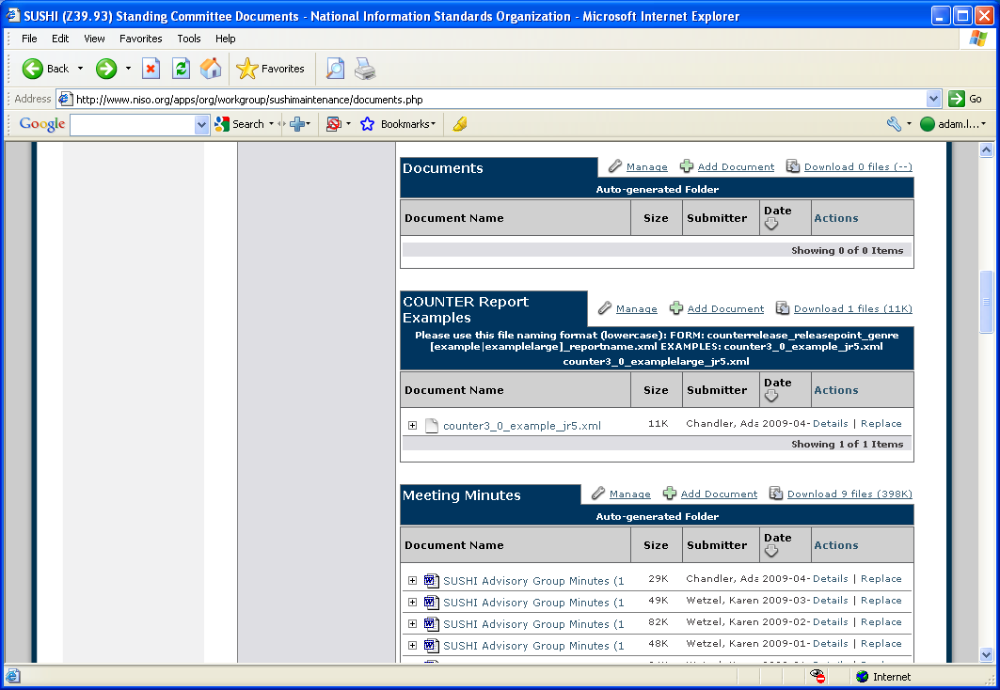 SUSHI (Z39.93) Standing Committee Documents - National Information Standards Organization - Microsoft Internet Explorer
File Edit View Favorites Tools Help
Back Favorites
Address http://www.niso.org/apps/org/workgroup/sushimaintenance/documents.php Go
Google Search Bookmarks adam.l...
Documents Manage Add Document Download 0 files (--)
Auto-generated Folder
Document Name Size Submitter Date Actions
Showing 0 of 0 Items
COUNTER Report
Examples Manage Add Document Download 1 files (11K)
Please use this file naming format (lowercase): FORM: counterrelease_releasepoint_genre
[example|examplelarge]_reportname.xml EXAMPLES: counter3_0_example_jr5.xml
counter3_0_examplelarge_jr5.xml
Document Name Size Submitter Date Actions
counter3_0_example_jr5.xml 11K Chandler, Ada 2009-04- Details | Replace
Showing 1 of 1 Items
Meeting Minutes Manage Add Document Download 9 files (398K)
Auto-generated Folder
Document Name Size Submitter Date Actions
SUSHI Advisory Group Minutes (1 29K Chandler, Ada 2009-04- Details | Replace
SUSHI Advisory Group Minutes (1 49K Wetzel, Karen 2009-03- Details | Replace
SUSHI Advisory Group Minutes (1 82K Wetzel, Karen 2009-02- Details | Replace
SUSHI Advisory Group Minutes (1 48K Wetzel, Karen 2009-01- Details | Replace
Internet